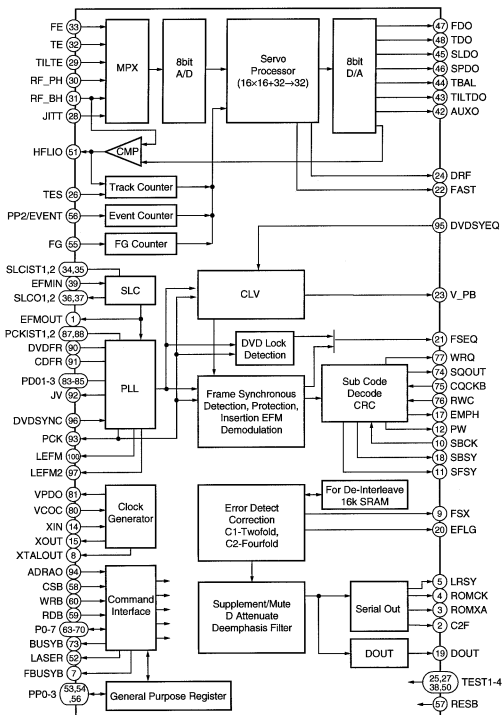 FE 33
TE 32
TILTE 29
RF_PH 30
RF_BH 31
JITT 28
HFLIO 51
TES 26
PP2/EVENT 56
FG 55
SLCIST1,2 34,35
EFMIN 39
SLCO1,2 36,37
EFMOUT 1
PCKIST1,2 87,88
DVDFR 90
CDFR 91
PD01-3 83-85
JV 92
DVDSYNC 96
PCK 93
LEFM 100
LEFM2 97
VPDO 81
VCOC 80
XIN 14
XOUT 15
XTALOUT 8
ADRAO 94
CSB 58
WRB 60
RDB 59
P0-7 63-70
BUSYB 73
LASER 52
FBUSYB 7
PP0-3 53,54
,56
MPX
8bit
A/D
Servo
Processor
(16×16+32→32)
8bit
D/A
CMP
Track Counter
Event Counter
FG Counter
SLC
CLV
DVD Lock
Detection
PLL
Frame Synchronous
Detection, Protection,
Insertion EFM
Demodulation
Sub Code
Decode
CRC
For De-Interleave
16k SRAM
Clock
Generator
Error Detect
Correction
C1-Twofold,
C2-Fourfold
Command
Interface
Supplement/Mute
D Attenuate
Deemphasis Filter
Serial Out
DOUT
General Purpose Register
47 FDO
48 TDO
45 SLDO
46 SPDO
44 TBAL
43 TILTDO
42 AUXO
24 DRF
22 FAST
95 DVDSYEQ
23 V_PB
21 FSEQ
77 WRQ
74 SQOUT
75 CQCKB
76 RWC
17 EMPH
12 PW
10 SBCK
18 SBSY
11 SFSY
9 FSX
20 EFLG
5 LRSY
4 ROMCK
3 ROMXA
2 C2F
19 DOUT
25,27
38,50 TEST1-4
57 RESB